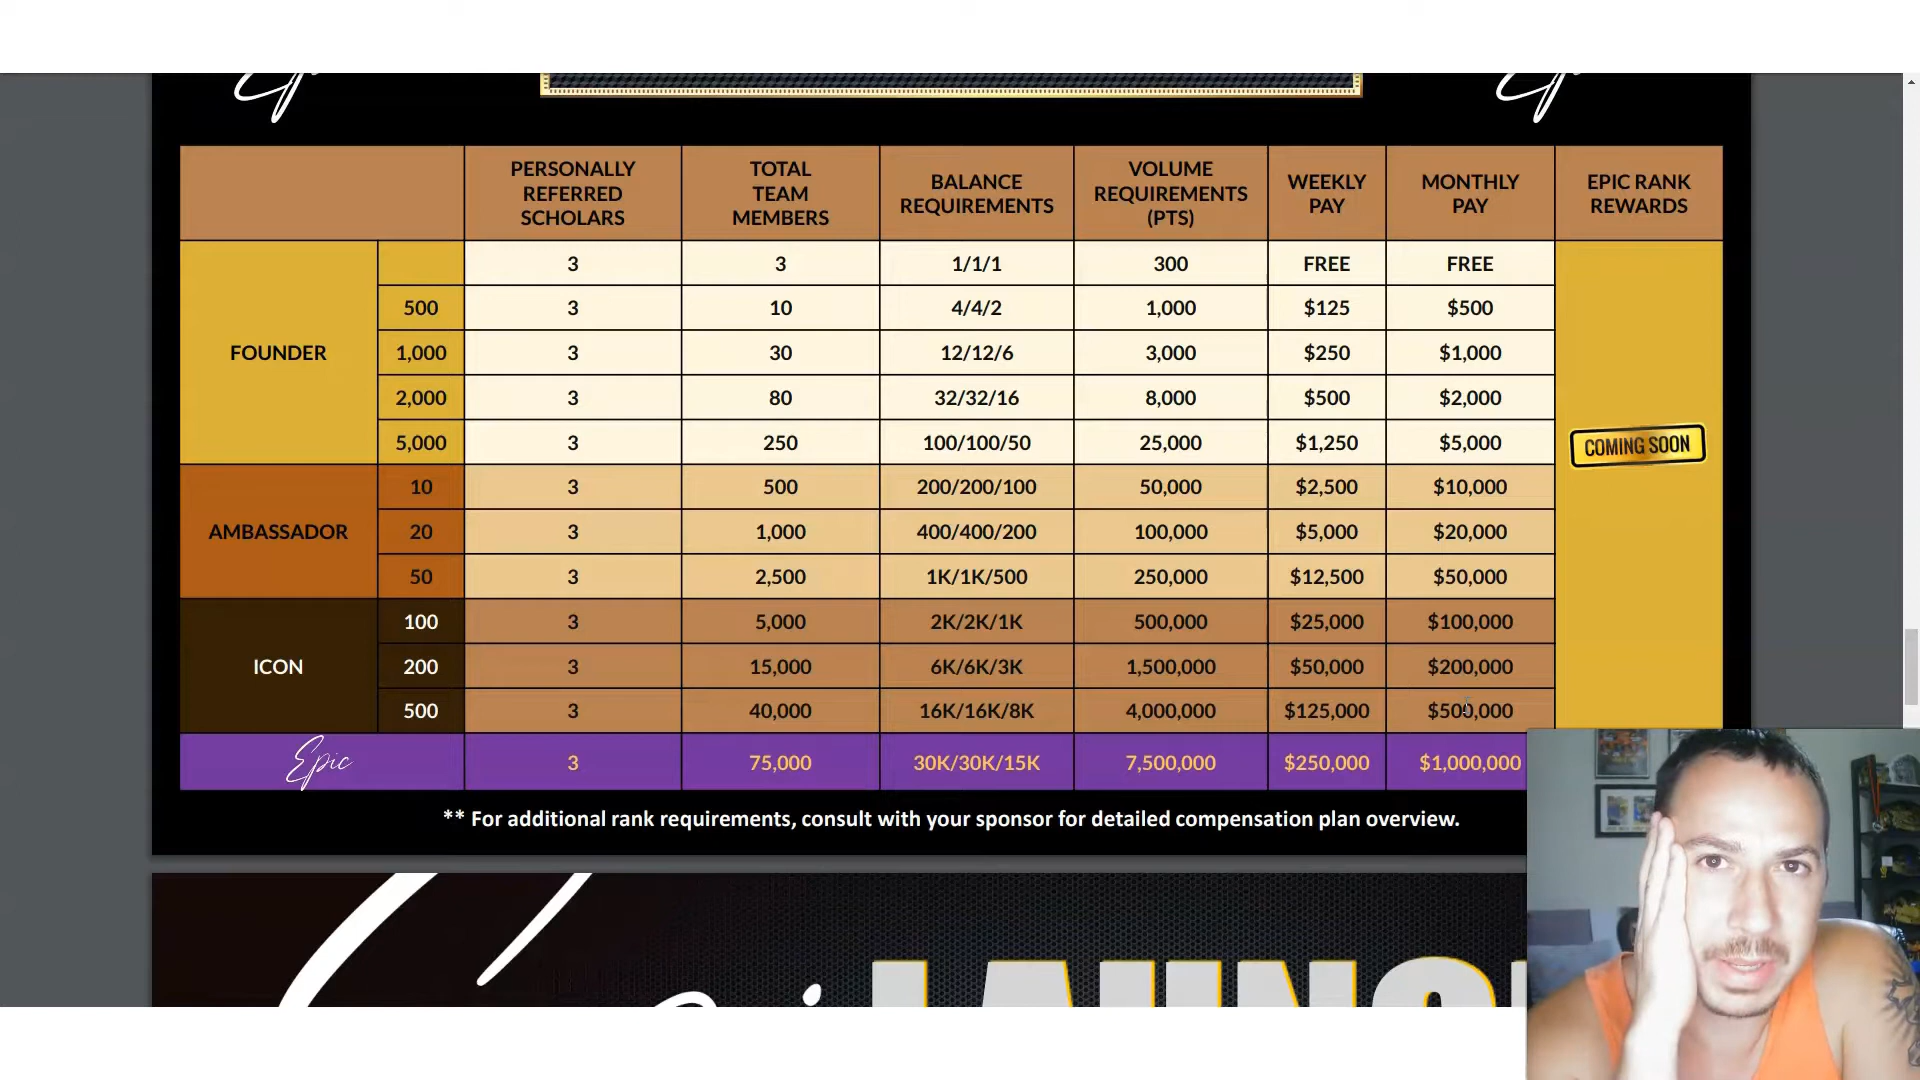 PERSONALLY REFERRED SCHOLARS TOTAL TEAM MEMBERS BALANCE REQUIREMENTS VOLUME REQUIREMENTS (PTS) WEEKLY PAY MONTHLY PAY EPIC RANK REWARDS
FOUNDER
3 3 1/1/1 300 FREE FREE
500 3 10 4/4/2 1,000 $125 $500
1,000 3 30 12/12/6 3,000 $250 $1,000
2,000 3 80 32/32/16 8,000 $500 $2,000
5,000 3 250 100/100/50 25,000 $1,250 $5,000
COMING SOON
AMBASSADOR
10 3 500 200/200/100 50,000 $2,500 $10,000
20 3 1,000 400/400/200 100,000 $5,000 $20,000
50 3 2,500 1K/1K/500 250,000 $12,500 $50,000
ICON
100 3 5,000 2K/2K/1K 500,000 $25,000 $100,000
200 3 15,000 6K/6K/3K 1,500,000 $50,000 $200,000
500 3 40,000 16K/16K/8K 4,000,000 $125,000 $500,000
Epic 3 75,000 30K/30K/15K 7,500,000 $250,000 $1,000,000
** For additional rank requirements, consult with your sponsor for detailed compensation plan overview.